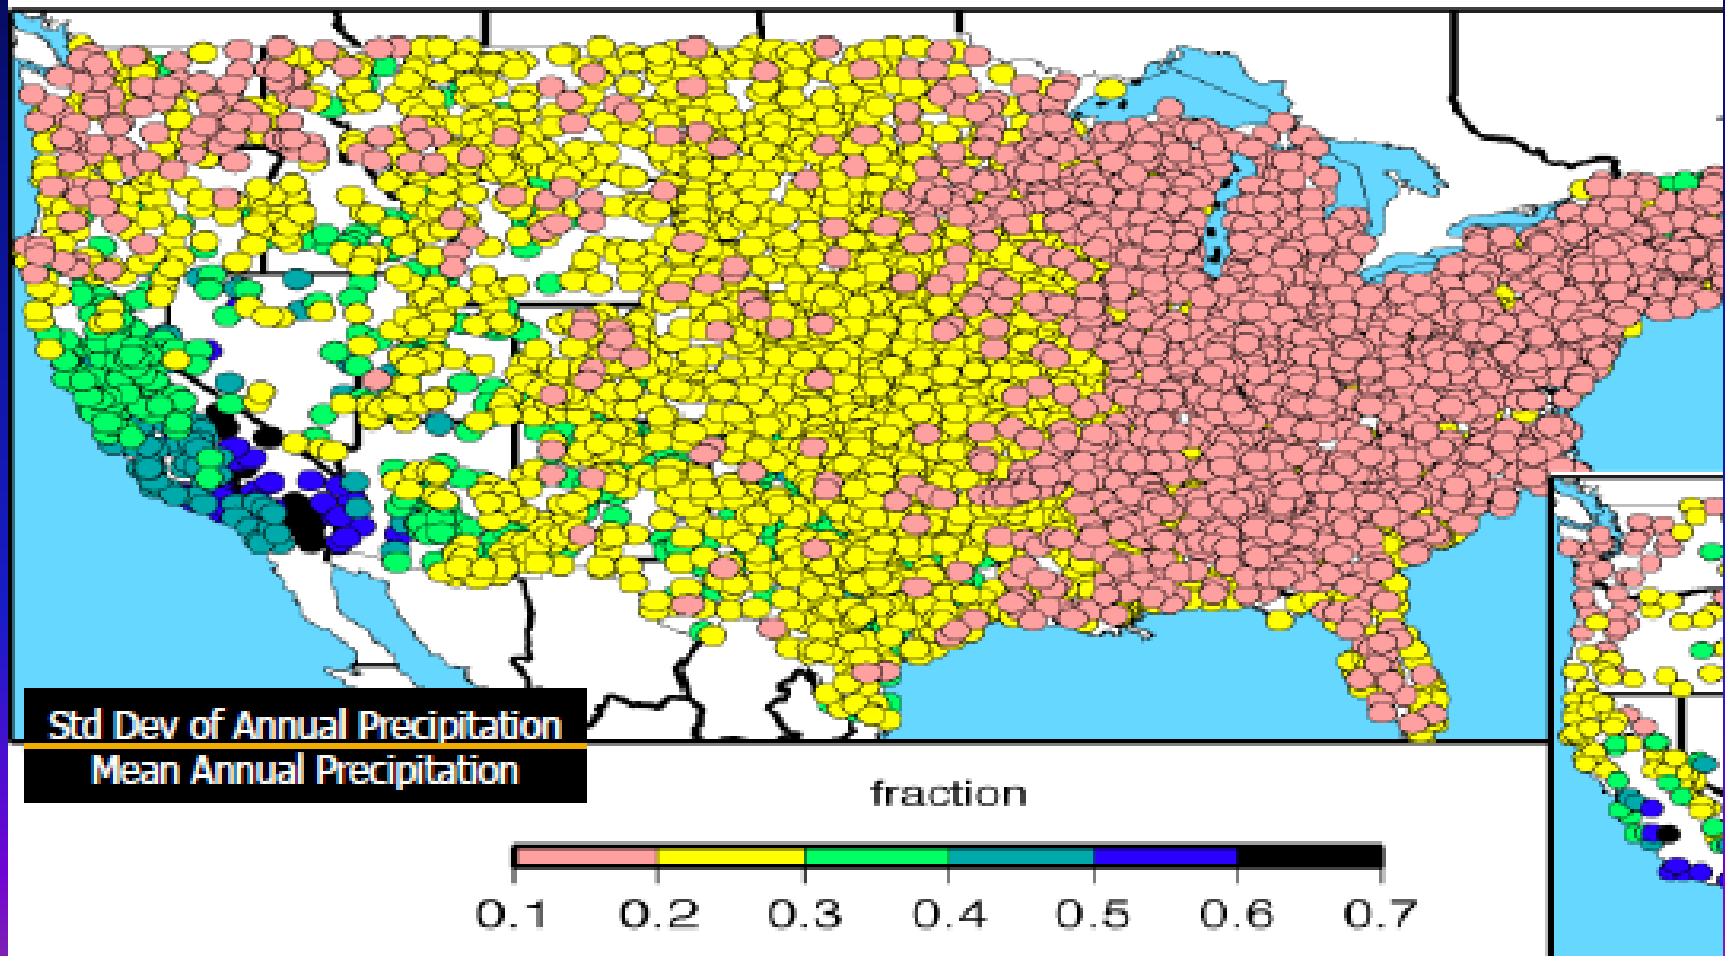 Std Dev of Annual Precipitation
Mean Annual Precipitation
fraction
0.1 0.2 0.3 0.4 0.5 0.6 0.7